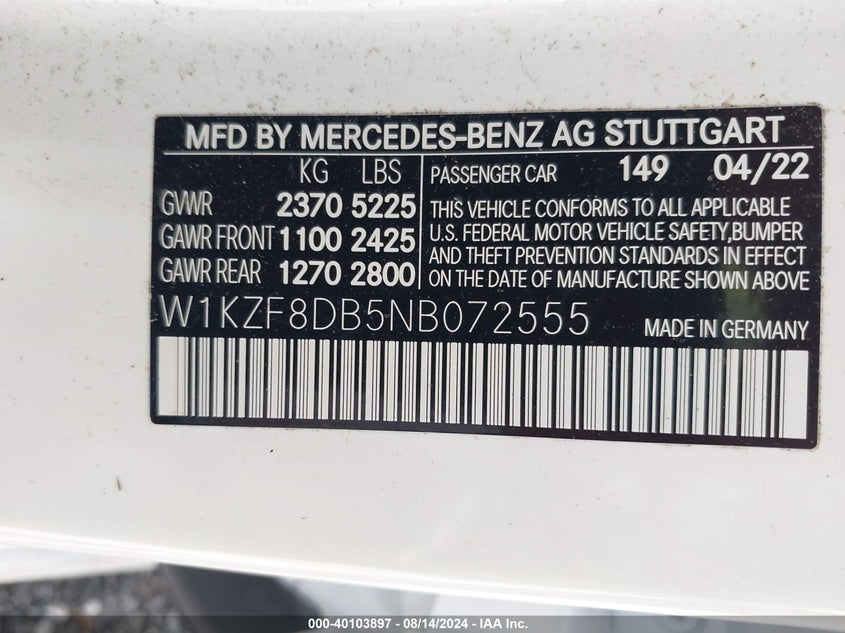 MFD BY MERCEDES-BENZ AG STUTTGART
KG LBS
GVWR 2370 5225
GAWR FRONT 1100 2425
GAWR REAR 1270 2800
PASSENGER CAR 149 04/22
THIS VEHICLE CONFORMS TO ALL APPLICABLE
U.S. FEDERAL MOTOR VEHICLE SAFETY,BUMPER
AND THEFT PREVENTION STANDARDS IN EFFECT
ON THE DATE OF MANUFACTURE SHOWN ABOVE
W1KZF8DB5NB072555 MADE IN GERMANY
000-40103897 - 08/14/2024 - IAA Inc.